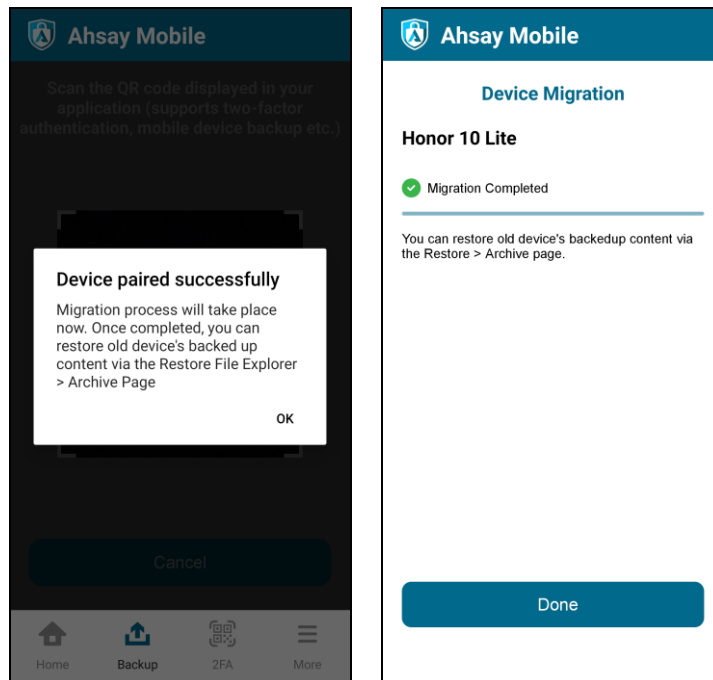 Ahsay Mobile
Scan the QR code displayed in your
application (supports two-factor
authentication, mobile device backup etc.)
Device paired successfully
Migration process will take place
now. Once completed, you can
restore old device's backed up
content via the Restore File Explorer
> Archive Page
OK
Cancel
Home Backup 2FA More
Ahsay Mobile
Device Migration
Honor 10 Lite
Migration Completed
You can restore old device's backedup content via
the Restore > Archive page.
Done